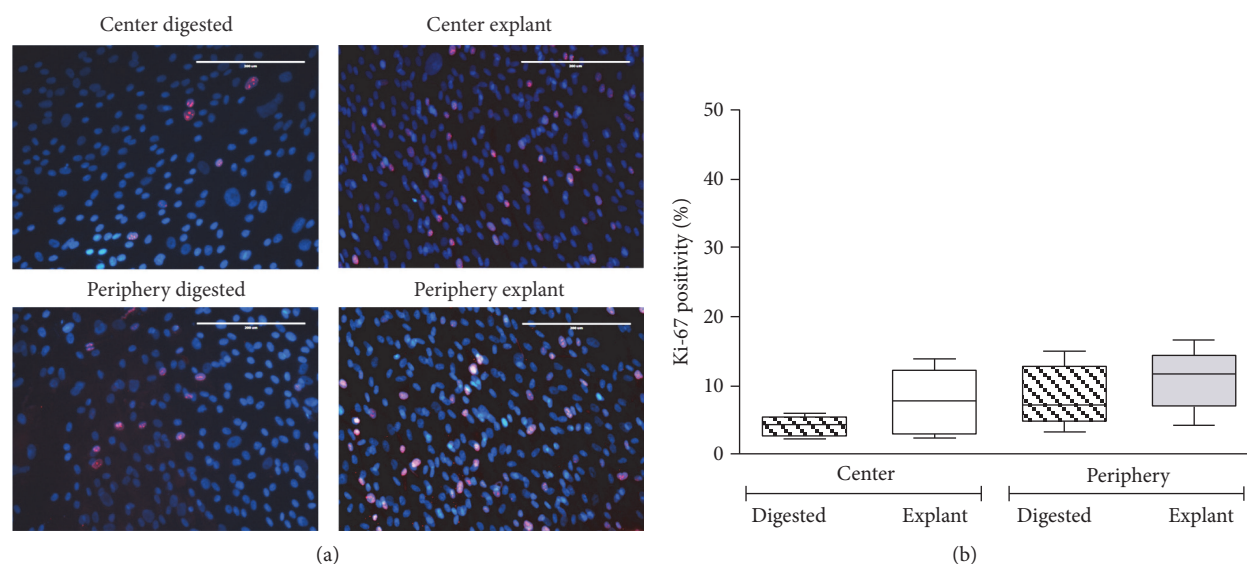 Center digested
Center explant
Periphery digested
Periphery explant
(a)
Ki-67 positivity (%)
50
40
30
20
10
0
Center
Periphery
Digested
Explant
Digested
Explant
(b)